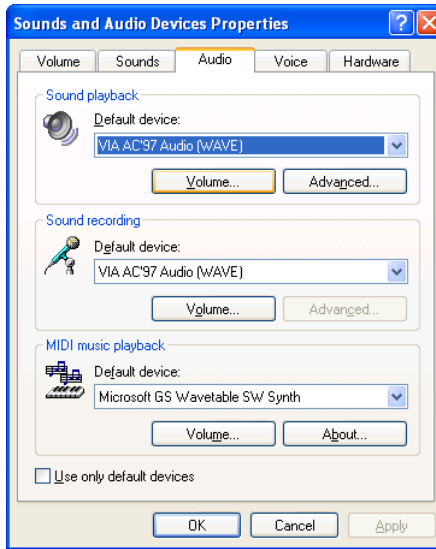 Sounds and Audio Devices Properties
Volume Sounds Audio Voice Hardware
Sound playback
Default device:
VIA AC'97 Audio (WAVE)
Volume... Advanced...
Sound recording
Default device:
VIA AC'97 Audio (WAVE)
Volume... Advanced...
MIDI music playback
Default device:
Microsoft GS Wavetable SW Synth
Volume... About...
Use only default devices
OK Cancel Apply